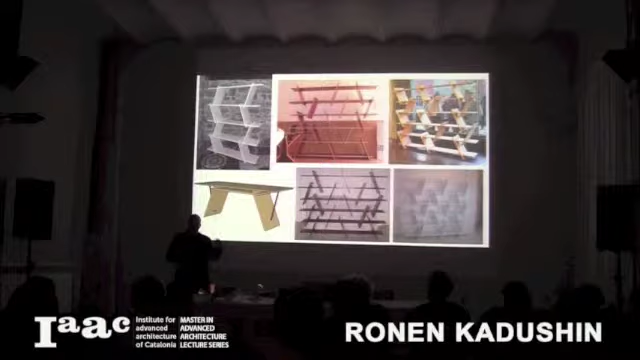 Iaac
Institute for
advanced
architecture
of Catalonia
MASTER IN
ADVANCED
ARCHITECTURE
LECTURE SERIES
RONEN KADUSHIN